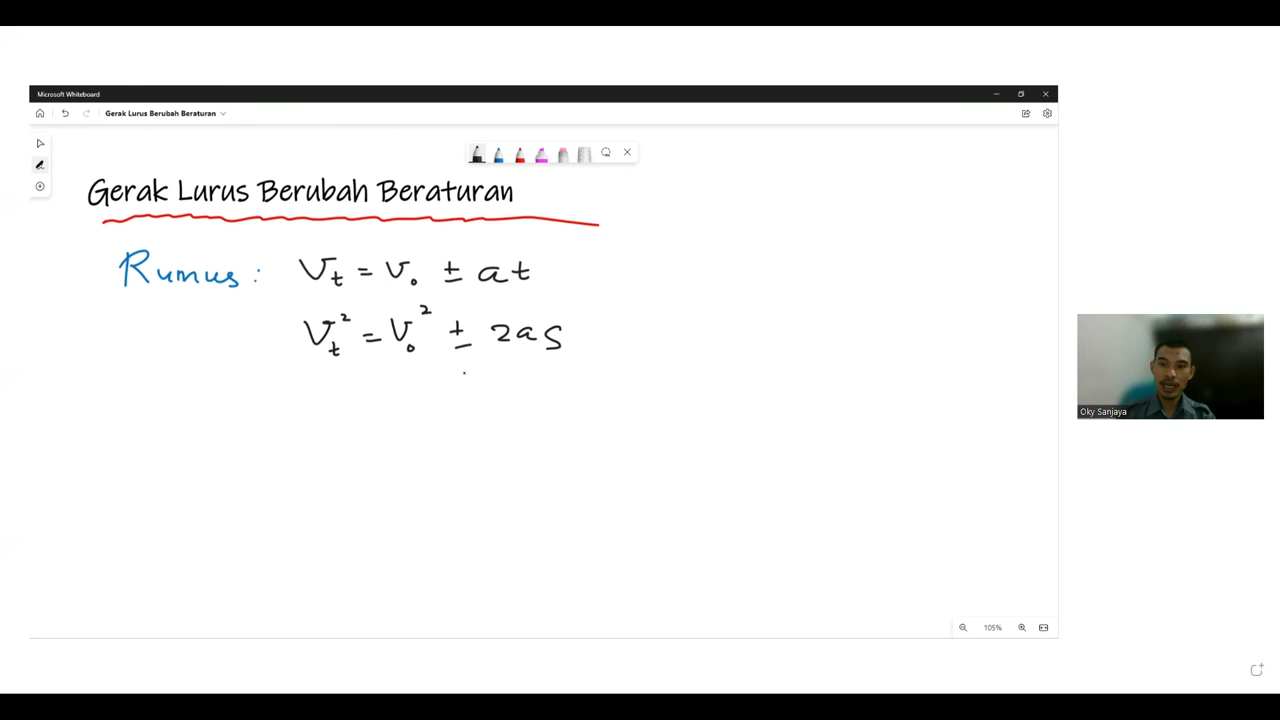 Microsoft Whiteboard
Gerak Lurus Berubah Beraturan
Gerak Lurus Berubah Beraturan
Rumus : Vₜ = v₀ ± at
Vₜ² = V₀² ± 2as
Oky Sanjaya
105%